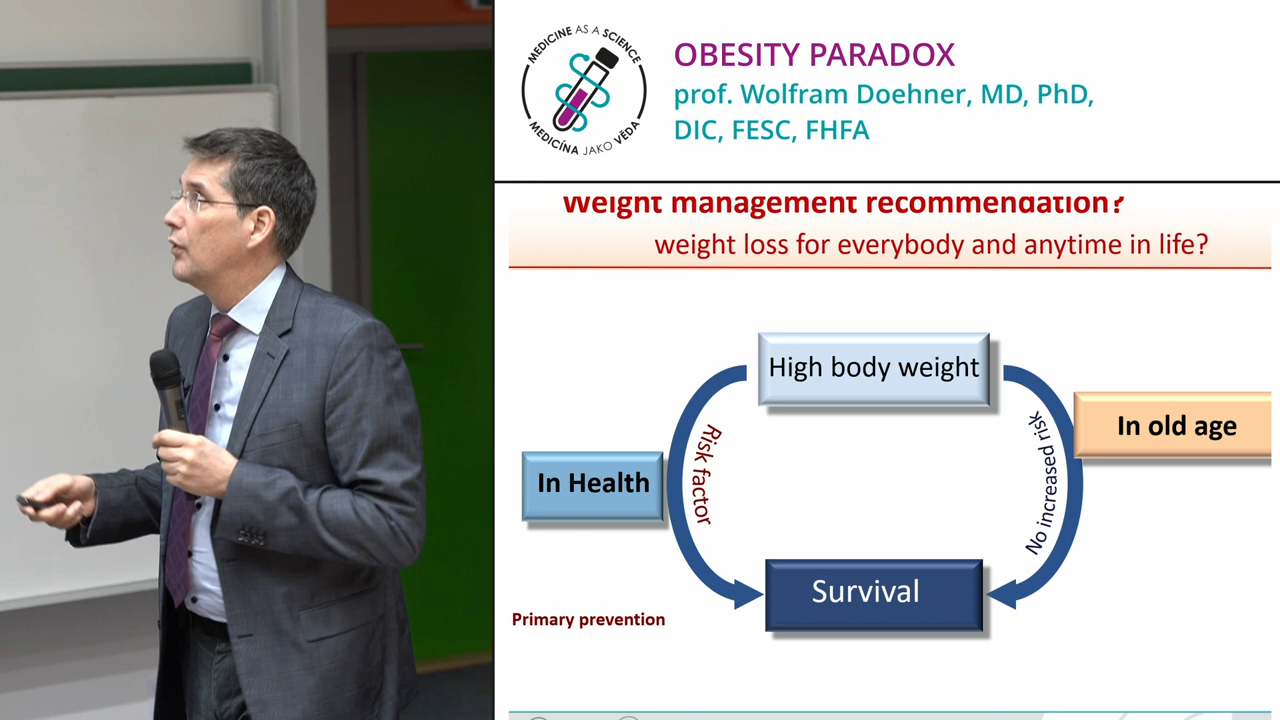 MEDICINE AS A SCIENCE
MEDICÍNA JAKO VĚDA
OBESITY PARADOX
prof. Wolfram Doehner, MD, PhD,
DIC, FESC, FHFA
Weight management recommendation?
weight loss for everybody and anytime in life?
High body weight
In old age
Risk factor
No increased risk
In Health
Survival
Primary prevention